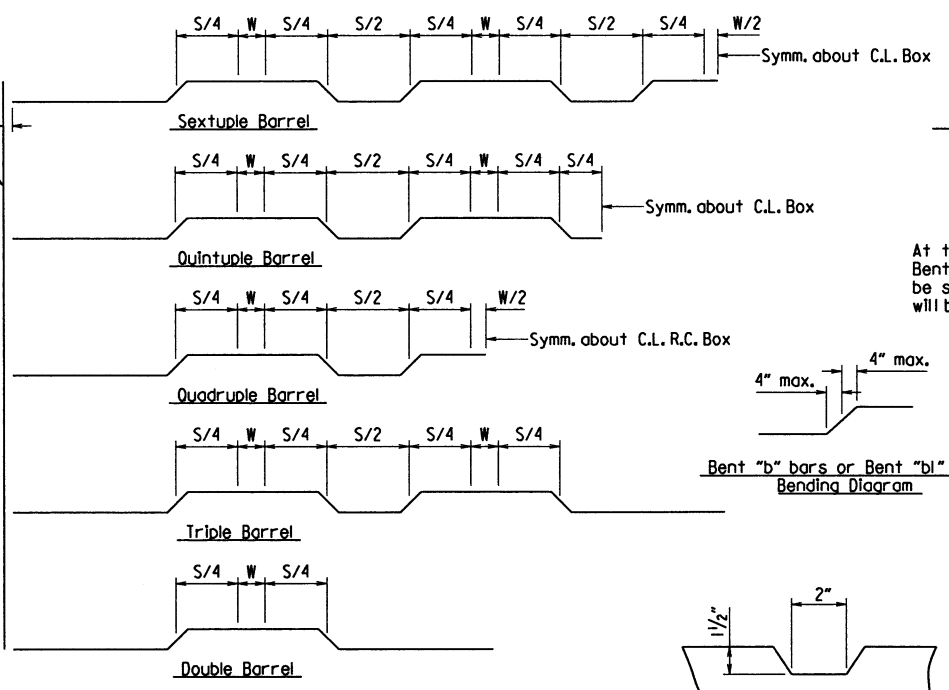 S/4 W S/4 S/2 S/4 W S/4 S/2 S/4 W/2
Symm. about C.L. Box
Sextuple Barrel
S/4 W S/4 S/2 S/4 W S/4 S/4
Symm. about C.L. Box
Quintuple Barrel
S/4 W S/4 S/2 S/4 W/2
Symm. about C.L. R.C. Box
Quadruple Barrel
S/4 W S/4 S/2 S/4 W S/4
Triple Barrel
S/4 W S/4
Double Barrel
At t
Bent
be s
will b
4" max.
4" max.
Bent "b" bars or Bent "b1"
Bending Diagram
2"
1½"